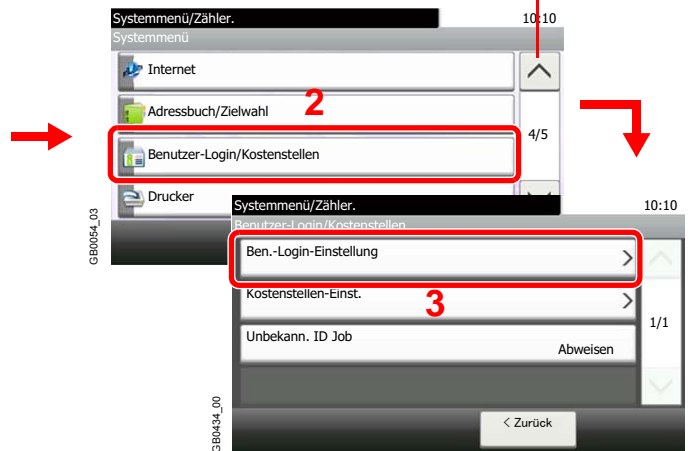 Systemmenü/Zähler. 10:10
Systemmenü
Internet
Adressbuch/Zielwahl
2
4/5
Benutzer-Login/Kostenstellen
Drucker
GB0054_03
Systemmenü/Zähler. 10:10
Benutzer-Login/Kostenstellen
Ben.-Login-Einstellung
Kostenstellen-Einst.
3
1/1
Unbekann. ID Job
Abweisen
GB0434_00
< Zurück